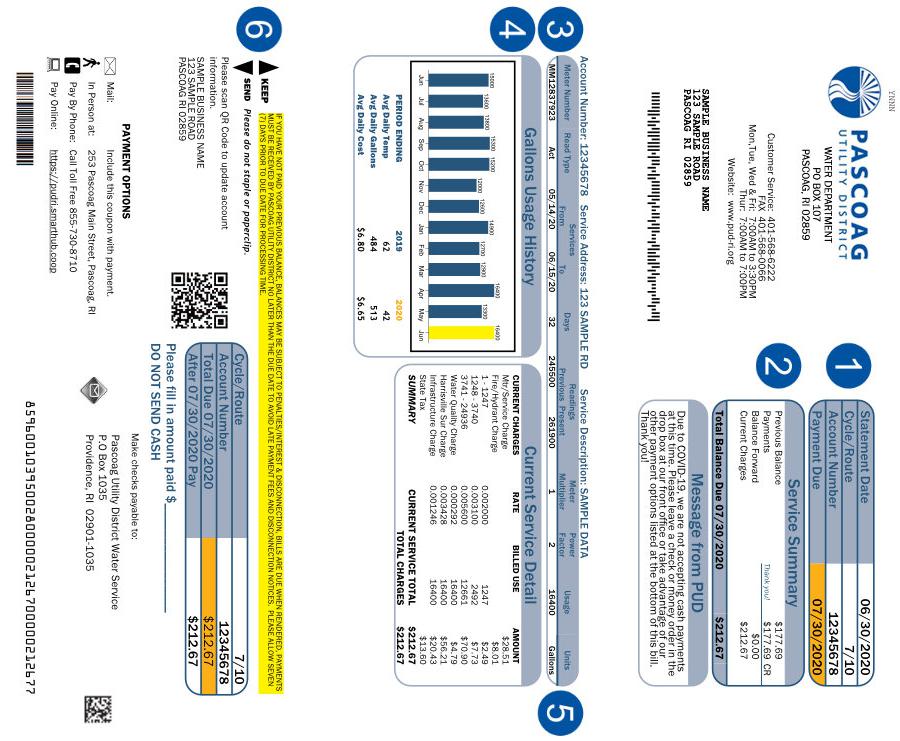 YDNN
PASCOAG
UTILITY DISTRICT
WATER DEPARTMENT
PO BOX 107
PASCOAG, RI 02859
Customer Service: 401-568-6222
FAX 401-568-0066
Mon,Tue, Wed & Fri: 7:00AM to 3:30PM
Thur: 7:00AM to 7:00PM
Website: www.pud-ri.org
SAMPLE BUSINESS NAME
123 SAMPLE ROAD
PASCOAG RI 02859
1
Statement Date 06/30/2020
Cycle/Route 7/10
Account Number 12345678
Payment Due 07/30/2020
2
Service Summary
Previous Balance $177.69
Payments Thank you! $177.69 CR
Balance Forward $0.00
Current Charges $212.67
Total Balance Due 07/30/2020 $212.67
Message from PUD
Due to COVID-19, we are not accepting cash payments
at this time. Please leave a check or money order in the
drop box at our front office or take advantage of our
other payment options listed at the bottom of this bill.
Thank you!
3
Account Number: 12345678 Service Address: 123 SAMPLE RD Service Description: SAMPLE DATA
Meter Number Read Type Services From To Days Readings Previous Present Meter Multiplier Power Factor Usage Units
MM12837923 Act 05/14/20 06/15/20 32 245500 261900 1 2 16400 Gallons
4
Gallons Usage History
15000 13600 13800 15300 15200 12000 12600 14900 12700 12900 16400 13300 16400
Jun Jul Aug Sep Oct Nov Dec Jan Feb Mar Apr May Jun
PERIOD ENDING 2019 2020
Avg Daily Temp 62 42
Avg Daily Gallons 484 513
Avg Daily Cost $6.80 $6.65
5
Current Service Detail
CURRENT CHARGES RATE BILLED USE AMOUNT
Mtr/Service Charge $28.51
Fire/Hydrant Charge $8.01
1 - 1247 0.002000 1247 $2.49
1248 - 3740 0.003100 2492 $7.73
3741 - 24936 0.005600 12661 $70.90
Water Quality Charge 0.000292 16400 $4.79
Harrisville Sur Charge 0.003428 16400 $56.21
Infrastructure Charge 0.001246 16400 $20.43
State Tax $13.60
SUMMARY CURRENT SERVICE TOTAL $212.67
TOTAL CHARGES $212.67
6
IF YOU HAVE NOT PAID YOUR PREVIOUS BALANCE, BALANCES MAY BE SUBJECT TO PENALTIES/INTEREST & DISCONNECTION. BILLS ARE DUE WHEN RENDERED. PAYMENTS
MUST BE RECEIVED BY PASCOAG UTILITY DISTRICT NO LATER THAN THE DUE DATE TO AVOID LATE PAYMENT FEES AND DISCONNECTION NOTICES. PLEASE ALLOW SEVEN
(7) DAYS PRIOR TO DUE DATE FOR PROCESSING TIME.
KEEP
SEND Please do not staple or paperclip.
Please scan QR Code to update account
information.
SAMPLE BUSINESS NAME
123 SAMPLE ROAD
PASCOAG RI 02859
Cycle/Route 7/10
Account Number 12345678
Total Due 07/30/2020 $212.67
After 07/30/2020 Pay $212.67
Please fill in amount paid $
DO NOT SEND CASH
PAYMENT OPTIONS
Mail: Include this coupon with payment.
In Person at: 253 Pascoag Main Street, Pascoag, RI
Pay By Phone: Call Toll Free 855-730-8710
Pay Online: https://pudri.smarthub.coop
Make checks payable to:
Pascoag Utility District Water Service
P.O Box 1035
Providence, RI 02901-1035